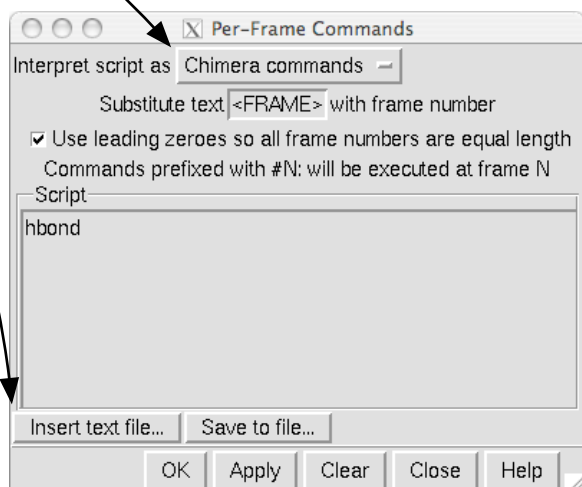 Per-Frame Commands
Interpret script as Chimera commands
Substitute text <FRAME> with frame number
Use leading zeroes so all frame numbers are equal length
Commands prefixed with #N: will be executed at frame N
Script
hbond
Insert text file... Save to file...
OK Apply Clear Close Help